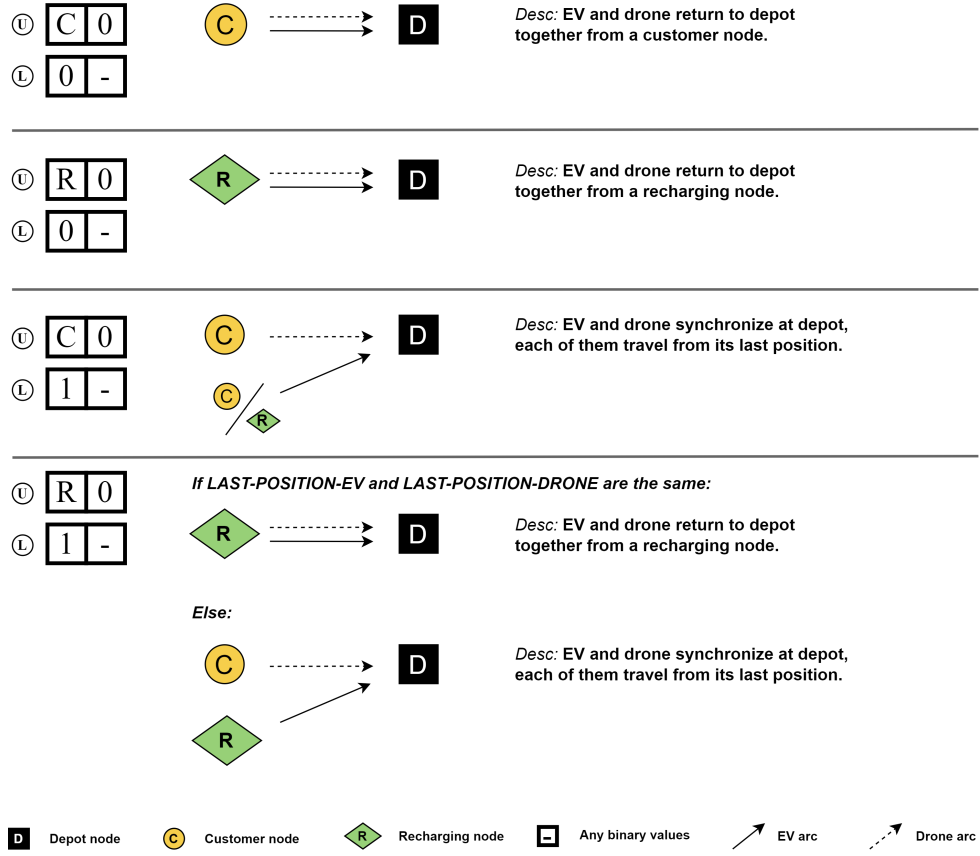 U C 0 C D Desc: EV and drone return to depot
together from a customer node.
L 0 -
U R 0 R D Desc: EV and drone return to depot
together from a recharging node.
L 0 -
U C 0 C D Desc: EV and drone synchronize at depot,
each of them travel from its last position.
L 1 - C R
U R 0 If LAST-POSITION-EV and LAST-POSITION-DRONE are the same:
L 1 - R D Desc: EV and drone return to depot
together from a recharging node.
Else:
C D Desc: EV and drone synchronize at depot,
each of them travel from its last position.
R
D Depot node C Customer node R Recharging node - Any binary values EV arc Drone arc